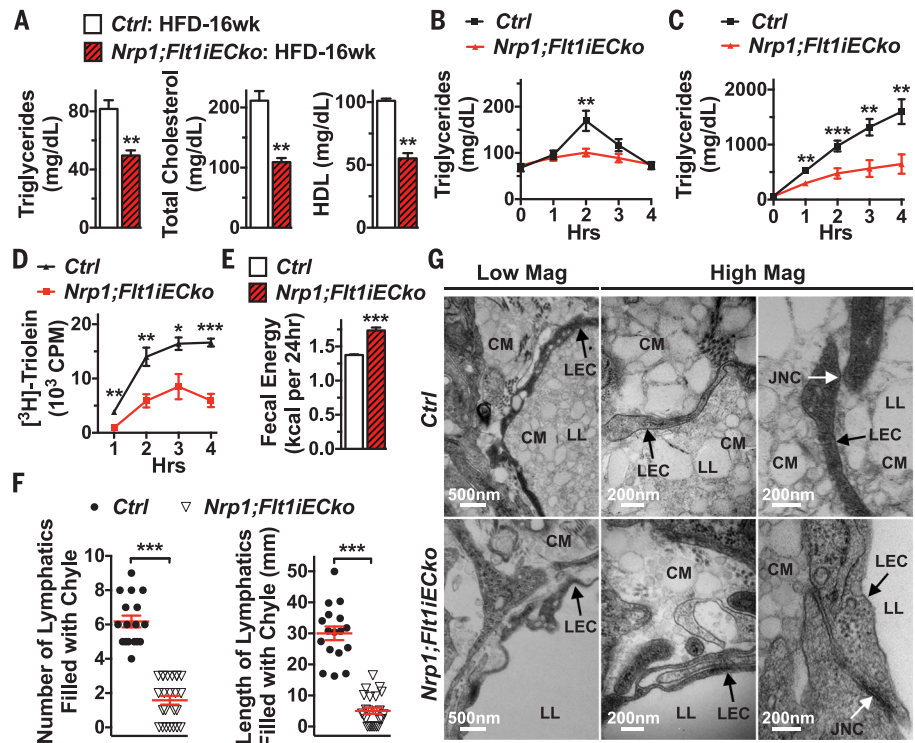 A
Ctrl: HFD-16wk
Nrp1;Flt1iECko: HFD-16wk
Triglycerides
(mg/dL)
80
40
0
**
Total Cholesterol
(mg/dL)
200
100
0
**
HDL (mg/dL)
100
50
0
**
B
Ctrl
Nrp1;Flt1iECko
Triglycerides
(mg/dL)
200
100
0
**
0 1 2 3 4
Hrs
C
Ctrl
Nrp1;Flt1iECko
Triglycerides
(mg/dL)
2000
1000
0
** *** ** **
0 1 2 3 4
Hrs
D
Ctrl
Nrp1;Flt1iECko
[³H]-Triolein
(10³ CPM)
20
10
0
** ** * ***
1 2 3 4
Hrs
E
Ctrl
Nrp1;Flt1iECko
Fecal Energy
(kcal per 24hr)
1.5
1.0
0.5
0.0
***
F
Ctrl
Nrp1;Flt1iECko
Number of Lymphatics
Filled with Chyle
10
8
6
4
2
0
***
Length of Lymphatics
Filled with Chyle (mm)
50
40
30
20
10
0
***
G
Low Mag
High Mag
Ctrl
CM
LEC
CM
LL
500nm
CM
LEC
LL
CM
200nm
JNC
LL
LEC
CM
CM
200nm
Nrp1;Flt1iECko
CM
LEC
LL
500nm
CM
LEC
LL
200nm
CM
LEC
LL
JNC
200nm